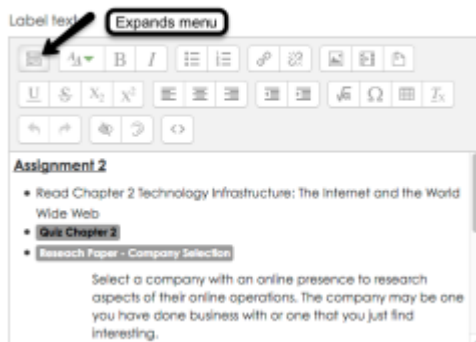 Label text
Expands menu
Assignment 2
Read Chapter 2 Technology Infrastructure: The Internet and the World
Wide Web
Quiz Chapter 2
Reseach Paper - Company Selection
Select a company with an online presence to research
aspects of their online operations. The company may be one
you have done business with or one that you just find
interesting.